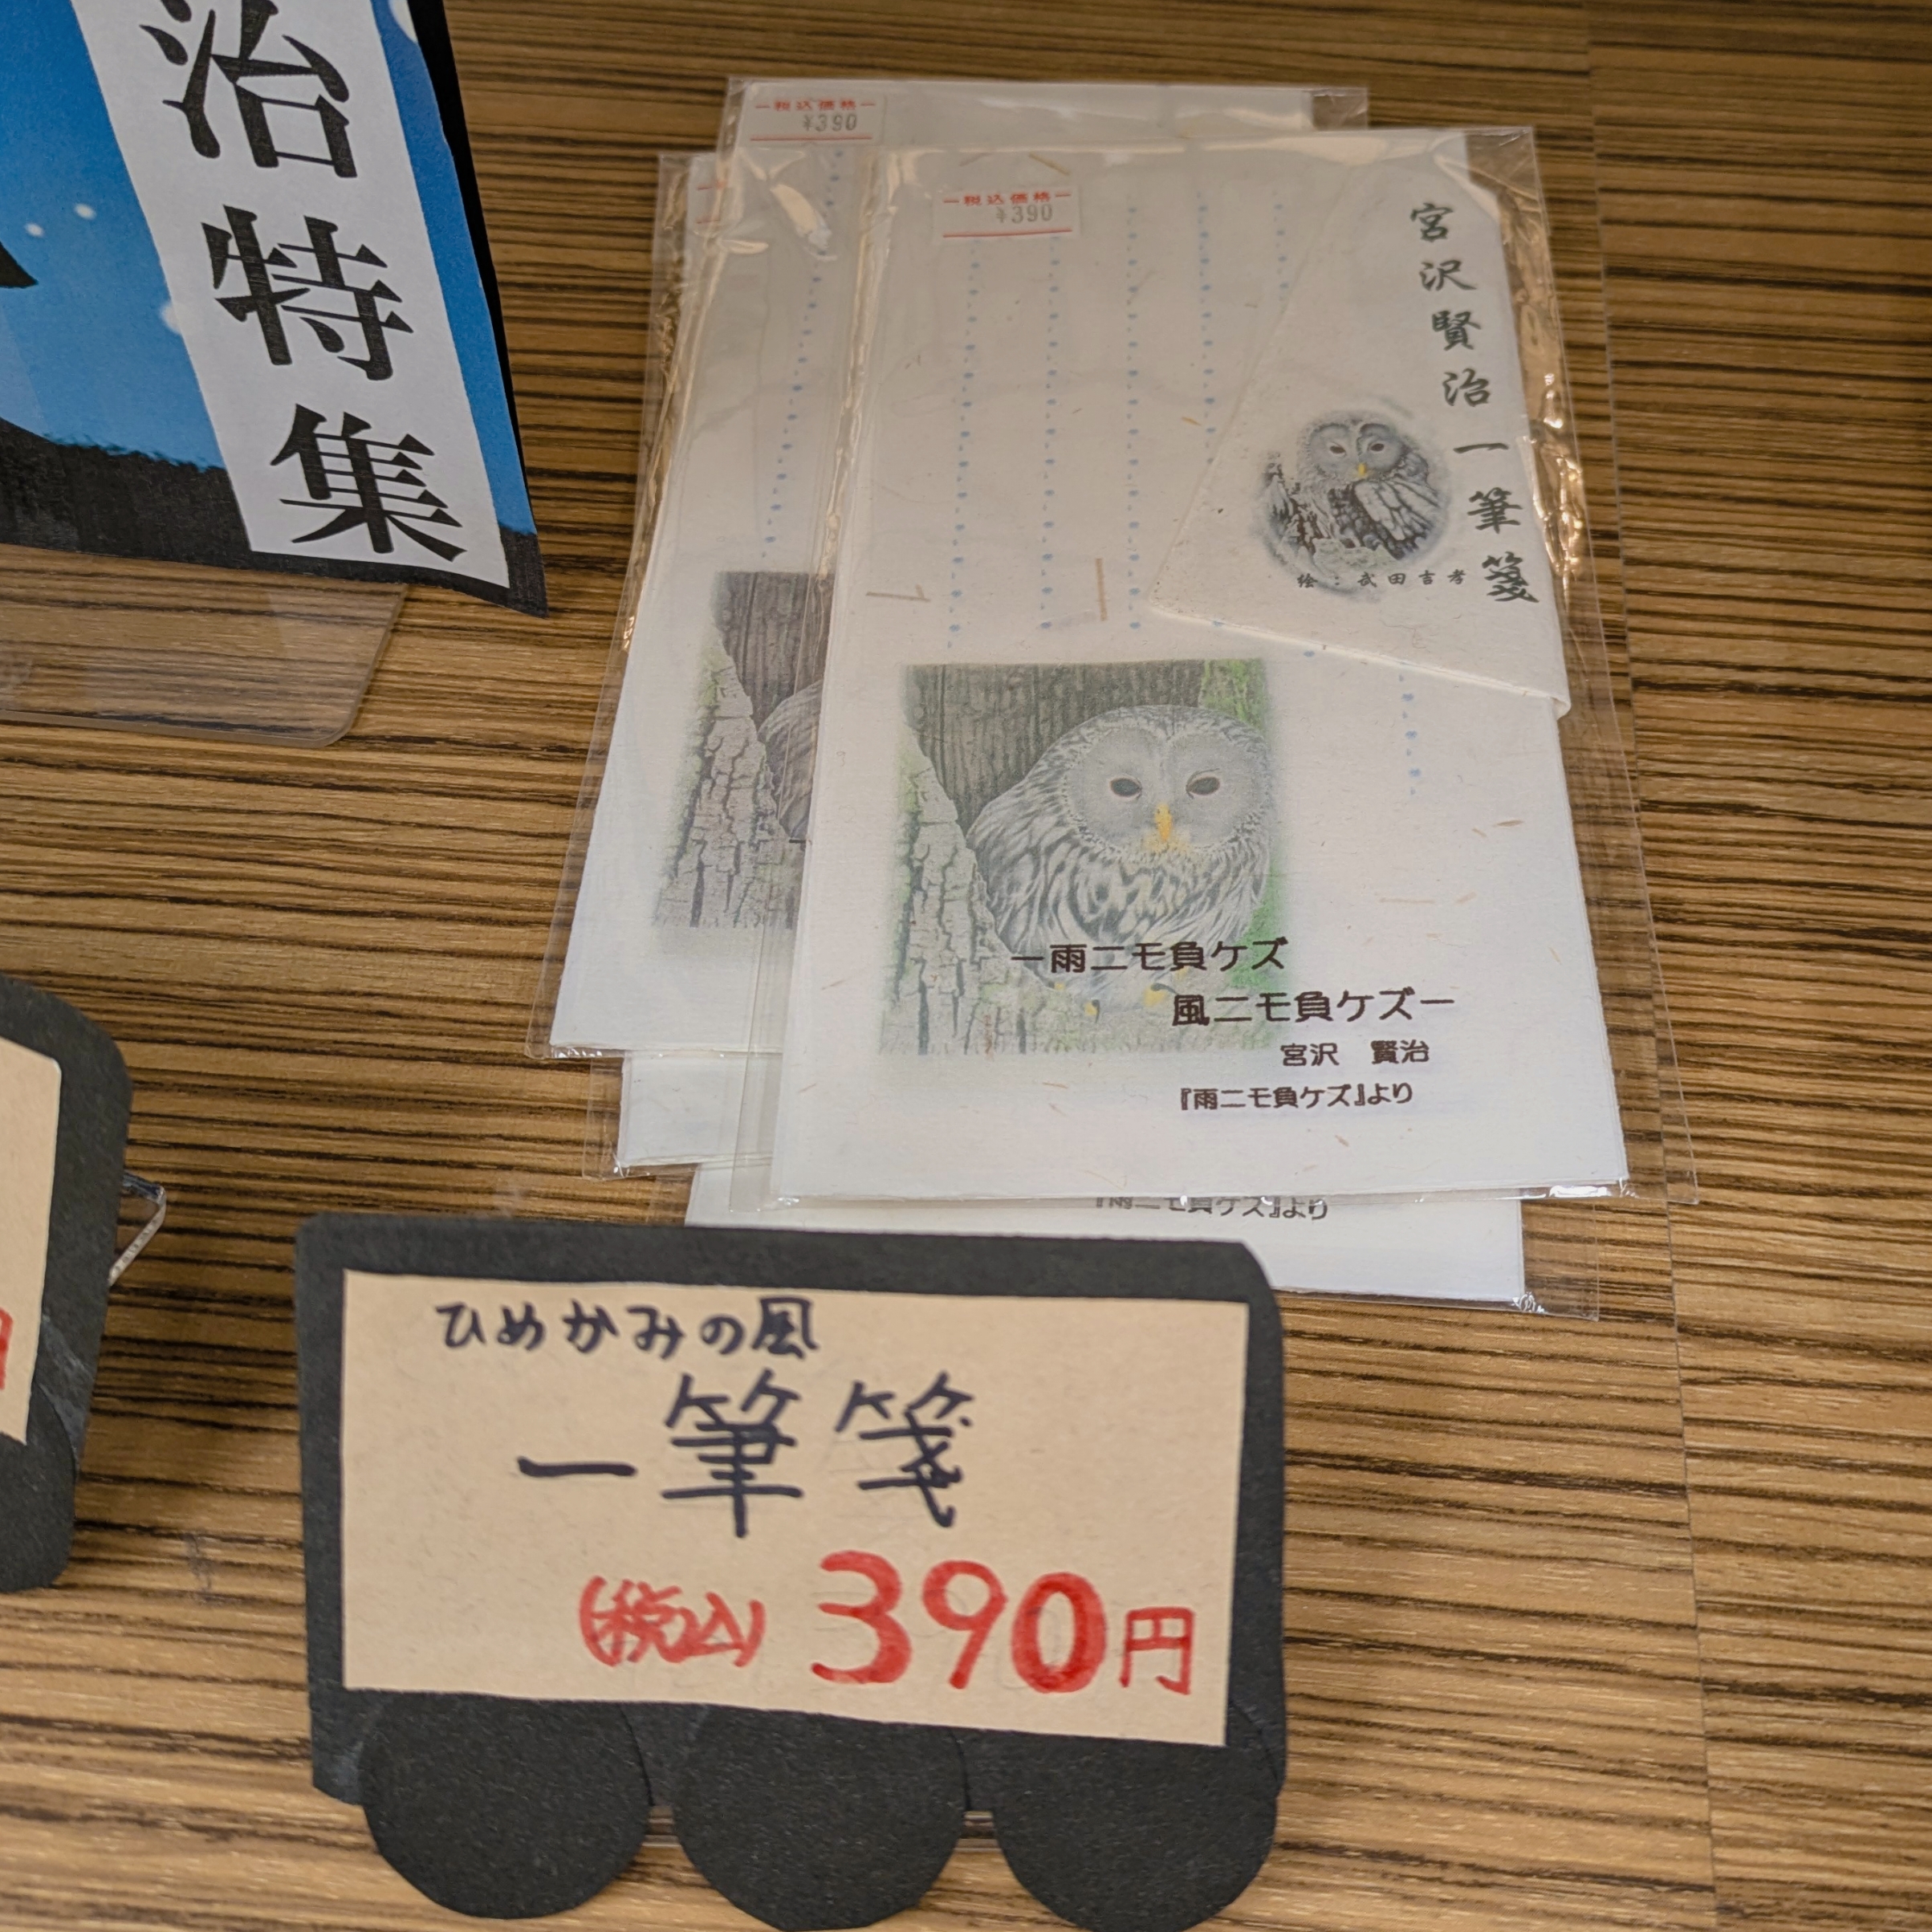 治特集
税込価格
¥390
税込価格
¥390
宮沢賢治一筆箋
絵:武田吉孝
―雨ニモ負ケズ
風ニモ負ケズ―
宮沢 賢治
『雨ニモ負ケズ』より
『雨ニモ負ケズ』より
ひめかみの風
一筆箋
(税込) 390円